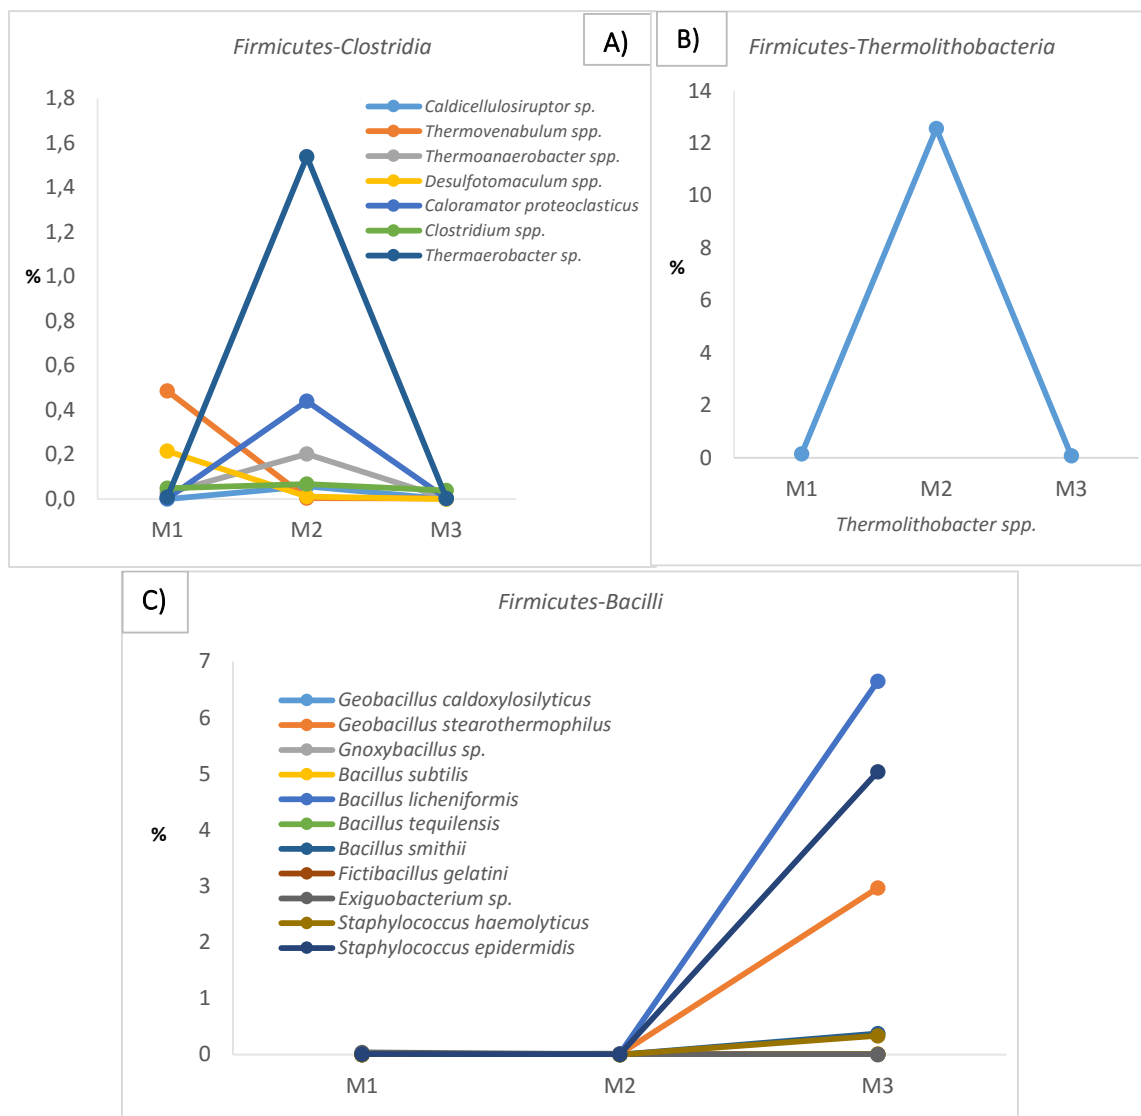 Firmicutes-Clostridia
A)
1,8
1,6
1,4
1,2
1,0
0,8
0,6
0,4
0,2
0,0
%
Caldicellulosiruptor sp.
Thermovenabulum spp.
Thermoanaerobacter spp.
Desulfotomaculum spp.
Caloramator proteoclasticus
Clostridium spp.
Thermaerobacter sp.
M1 M2 M3
B)
Firmicutes-Thermolithobacteria
14
12
10
8
6
4
2
0
%
M1 M2 M3
Thermolithobacter spp.
C)
Firmicutes-Bacilli
7
6
5
4
3
2
1
0
%
Geobacillus caldoxylosilyticus
Geobacillus stearothermophilus
Gnoxybacillus sp.
Bacillus subtilis
Bacillus licheniformis
Bacillus tequilensis
Bacillus smithii
Fictibacillus gelatini
Exiguobacterium sp.
Staphylococcus haemolyticus
Staphylococcus epidermidis
M1 M2 M3